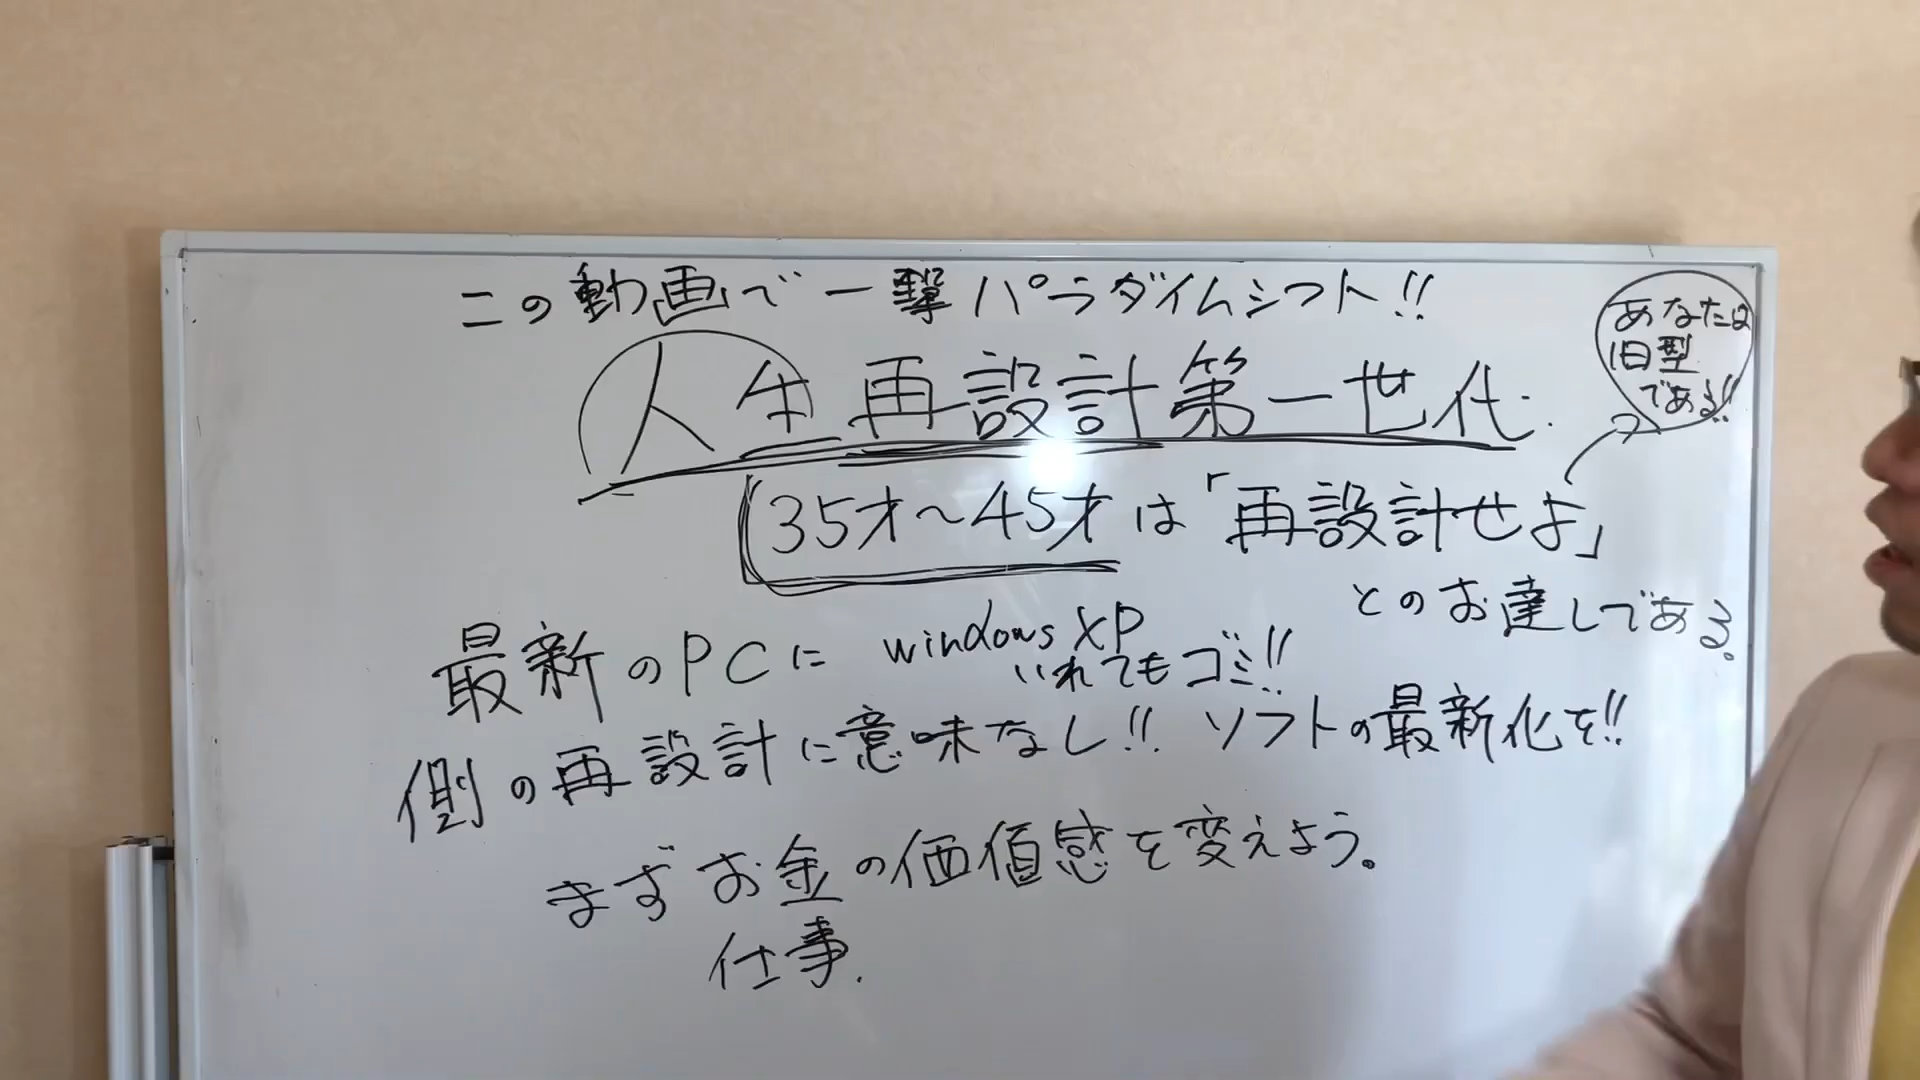 この動画で一撃パラダイムシフト!!
人生再設計第一世代.
あなたは
旧型
である!!
35才～45才は「再設計せよ」
とのお達しである。
最新のPCに windows XP
いれてもゴミ!!
側の再設計に意味なし!! ソフトの最新化を!!
まずお金の価値感を変えよう。
仕事.